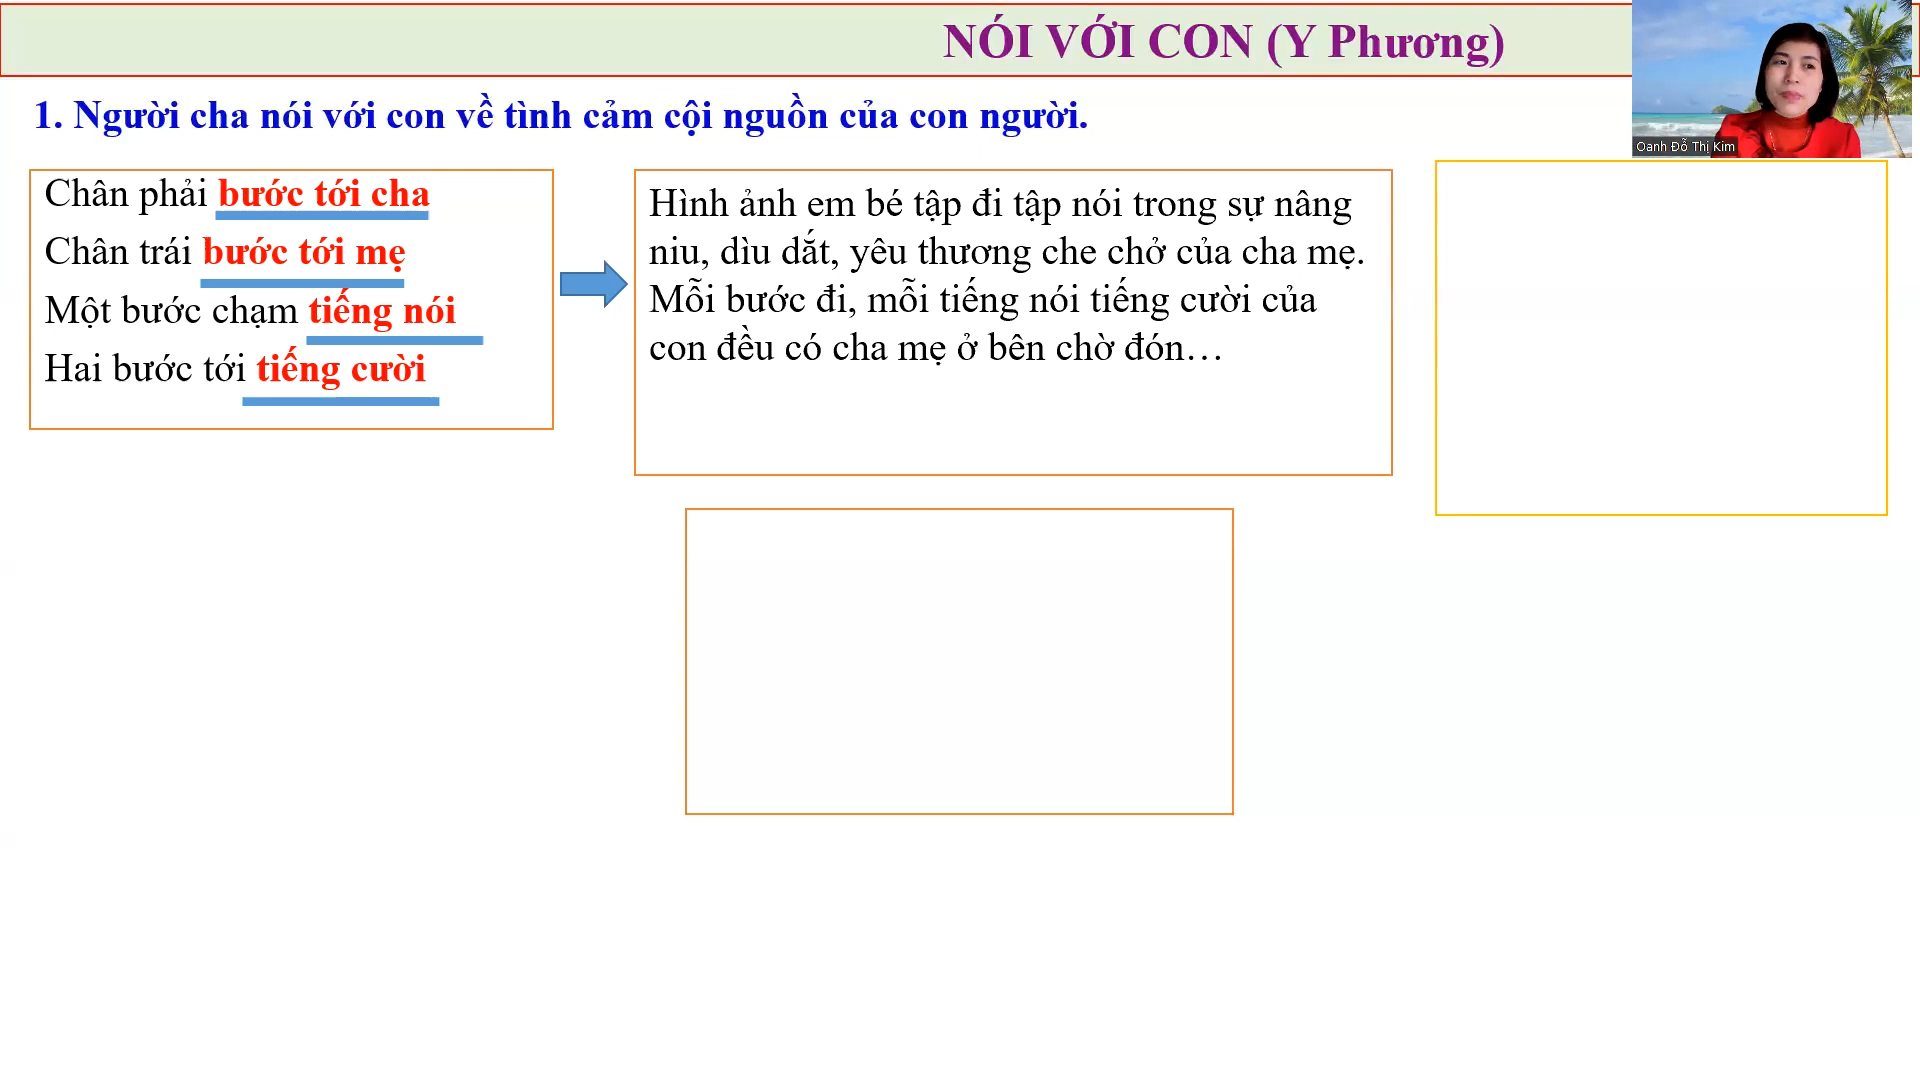 NÓI VỚI CON (Y Phương)
Oanh Đỗ Thị Kim
1. Người cha nói với con về tình cảm cội nguồn của con người.
Chân phải bước tới cha
Chân trái bước tới mẹ
Một bước chạm tiếng nói
Hai bước tới tiếng cười
Hình ảnh em bé tập đi tập nói trong sự nâng
niu, dìu dắt, yêu thương che chở của cha mẹ.
Mỗi bước đi, mỗi tiếng nói tiếng cười của
con đều có cha mẹ ở bên chờ đón…